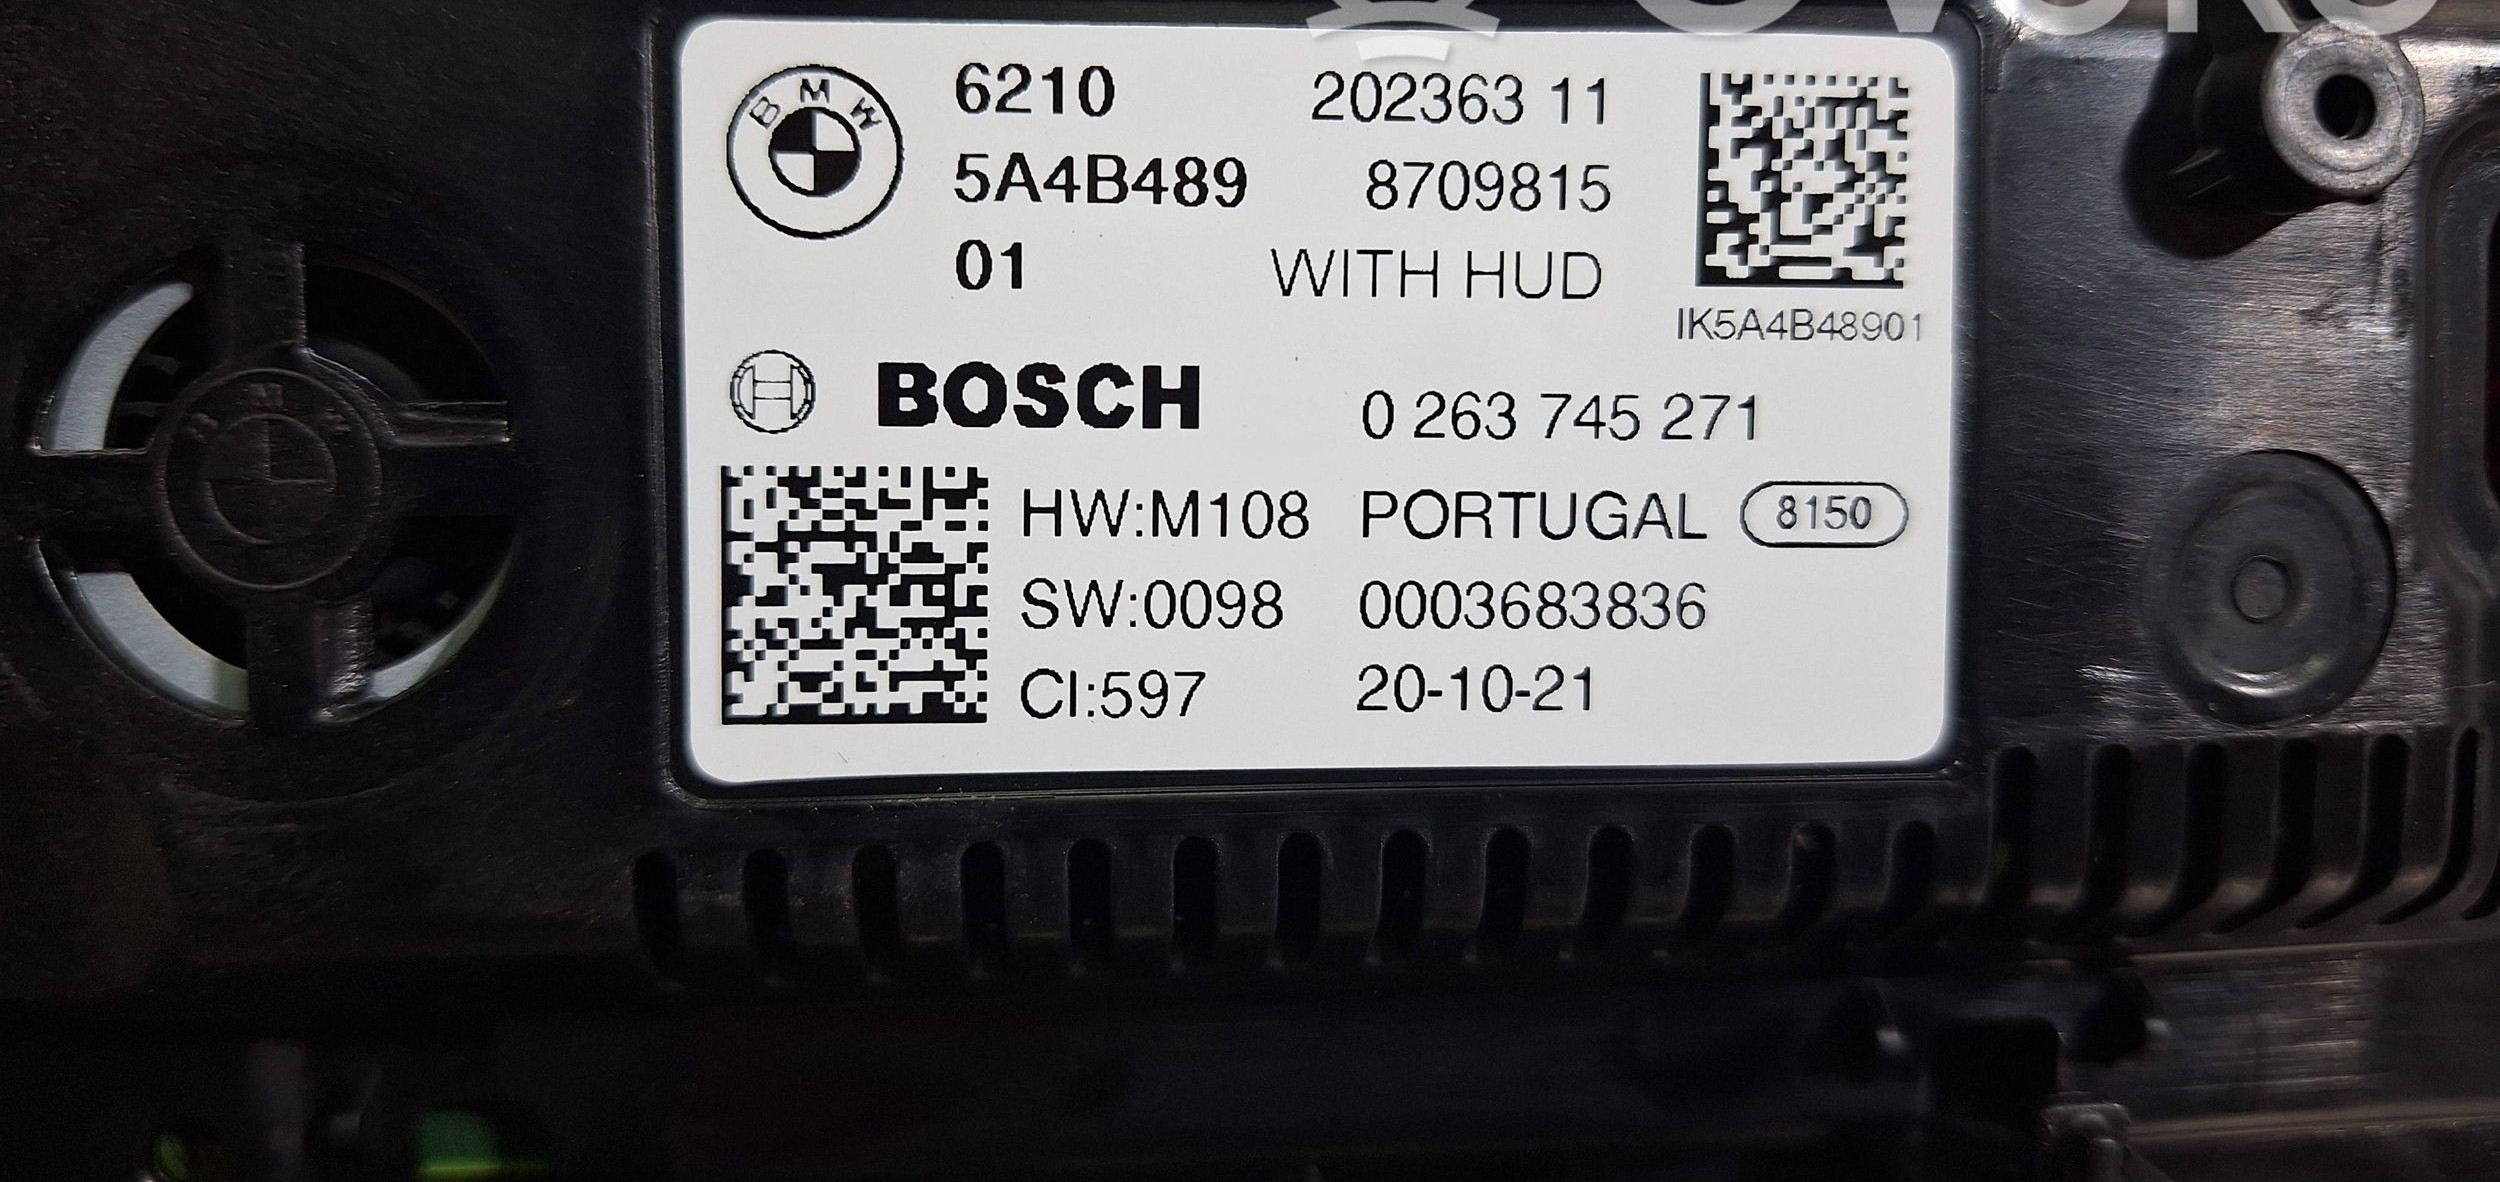 BMW
6210 202363 11
5A4B489 8709815
01 WITH HUD
IK5A4B48901
BOSCH 0 263 745 271
HW:M108 PORTUGAL 8150
SW:0098 0003683836
CI:597 20-10-21